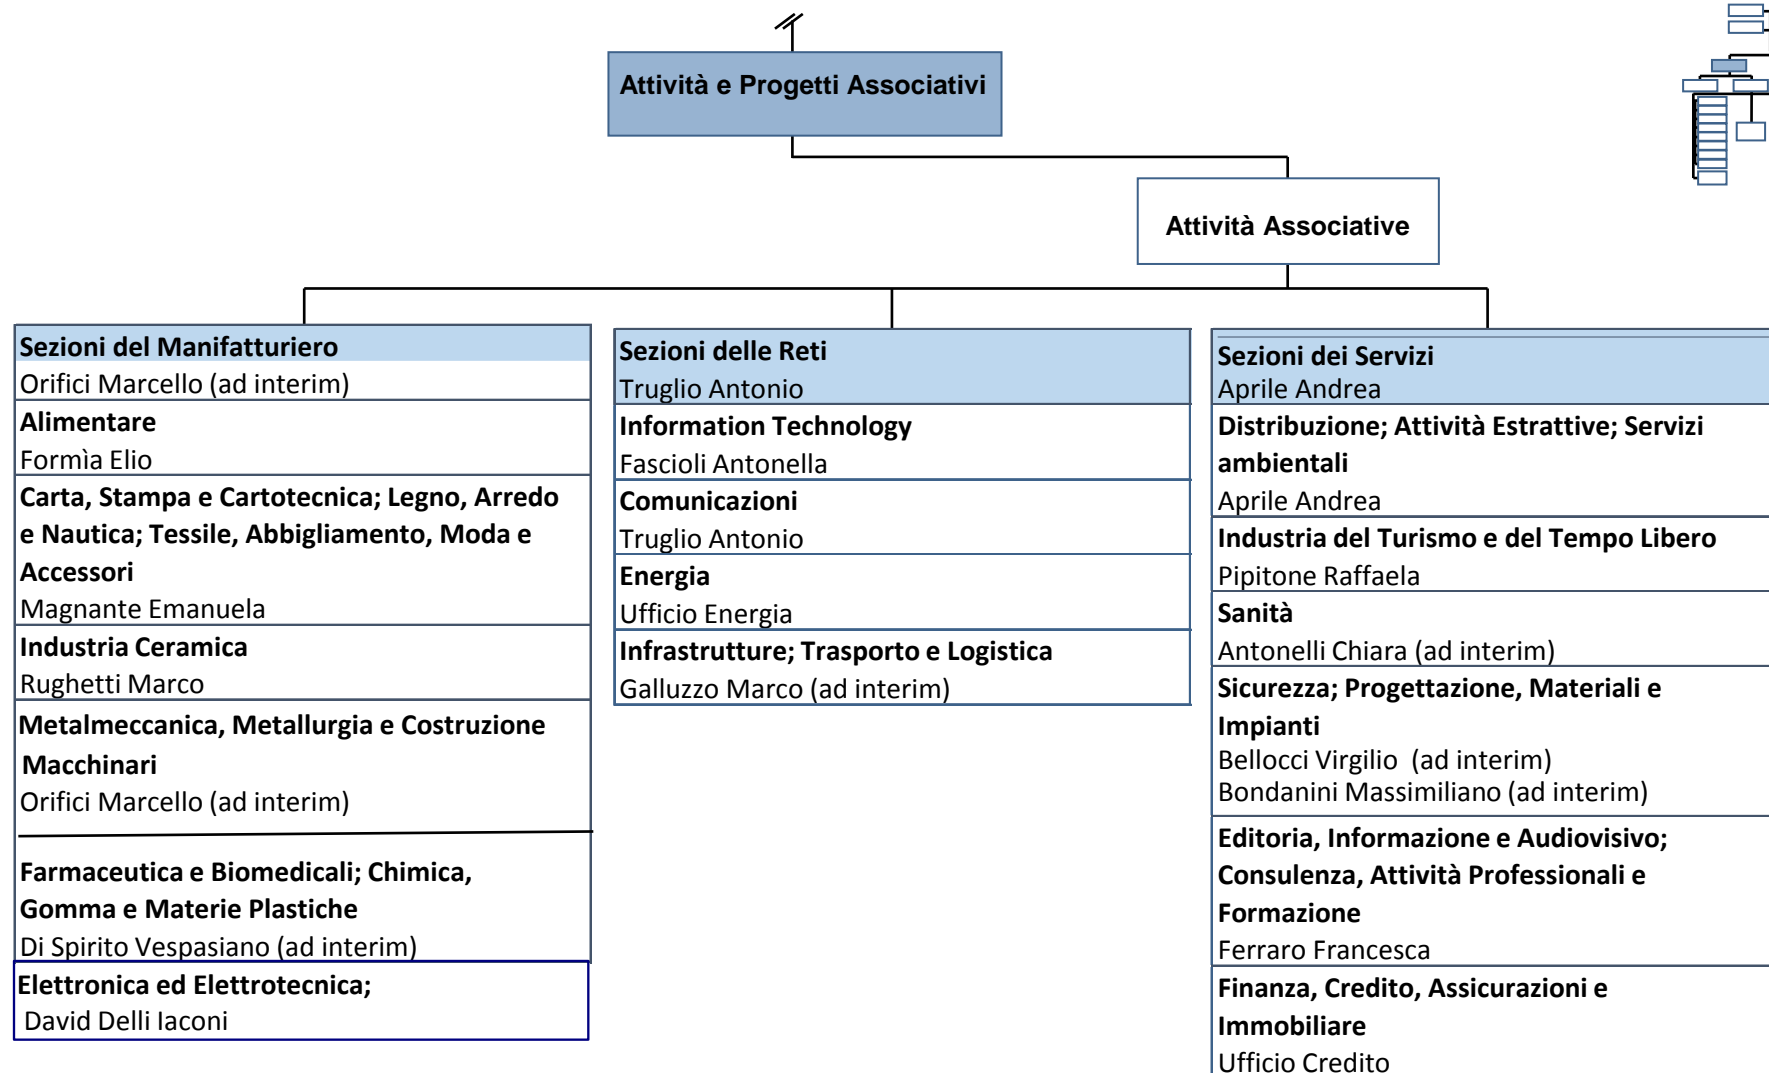 Attività e Progetti Associativi
Attività Associative
Sezioni del Manifatturiero
Orifici Marcello (ad interim)
Alimentare
Formìa Elio
Carta, Stampa e Cartotecnica; Legno, Arredo
e Nautica; Tessile, Abbigliamento, Moda e
Accessori
Magnante Emanuela
Industria Ceramica
Rughetti Marco
Metalmeccanica, Metallurgia e Costruzione
Macchinari
Orifici Marcello (ad interim)
Farmaceutica e Biomedicali; Chimica,
Gomma e Materie Plastiche
Di Spirito Vespasiano (ad interim)
Elettronica ed Elettrotecnica;
David Delli Iaconi
Sezioni delle Reti
Truglio Antonio
Information Technology
Fascioli Antonella
Comunicazioni
Truglio Antonio
Energia
Ufficio Energia
Infrastrutture; Trasporto e Logistica
Galluzzo Marco (ad interim)
Sezioni dei Servizi
Aprile Andrea
Distribuzione; Attività Estrattive; Servizi
ambientali
Aprile Andrea
Industria del Turismo e del Tempo Libero
Pipitone Raffaela
Sanità
Antonelli Chiara (ad interim)
Sicurezza; Progettazione, Materiali e
Impianti
Bellocci Virgilio  (ad interim)
Bondanini Massimiliano (ad interim)
Editoria, Informazione e Audiovisivo;
Consulenza, Attività Professionali e
Formazione
Ferraro Francesca
Finanza, Credito, Assicurazioni e
Immobiliare
Ufficio Credito